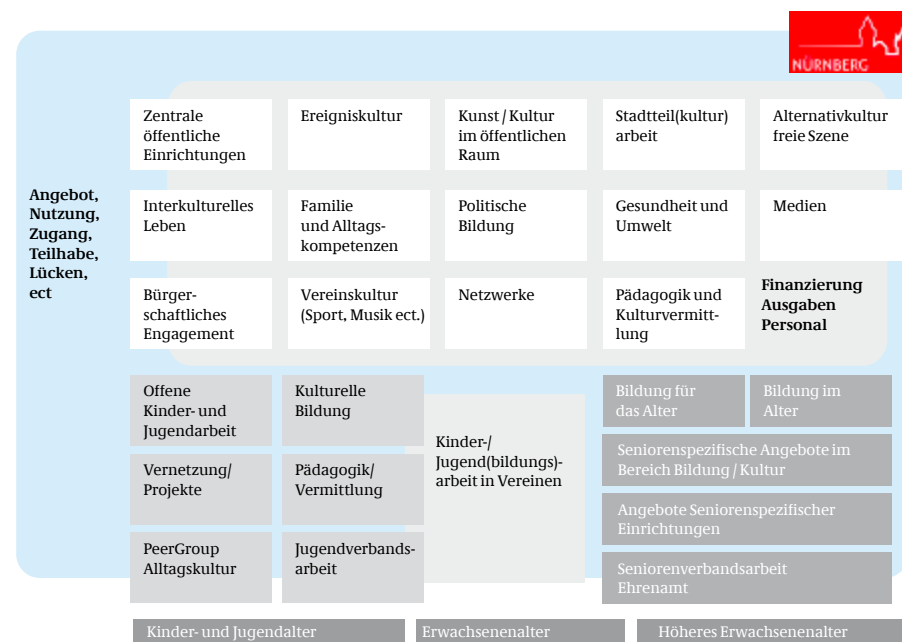 NÜRNBERG
Zentrale
öffentliche
Einrichtungen
Ereigniskultur
Kunst / Kultur
im öffentlichen
Raum
Stadtteil(kultur)
arbeit
Alternativkultur
freie Szene
Angebot,
Nutzung,
Zugang,
Teilhabe,
Lücken,
ect
Interkulturelles
Leben
Familie
und Alltags-
kompetenzen
Politische
Bildung
Gesundheit und
Umwelt
Medien
Bürger-
schaftliches
Engagement
Vereinskultur
(Sport, Musik ect.)
Netzwerke
Pädagogik und
Kulturvermitt-
lung
Finanzierung
Ausgaben
Personal
Offene
Kinder- und
Jugendarbeit
Kulturelle
Bildung
Kinder-/
Jugend(bildungs)-
arbeit in Vereinen
Bildung für
das Alter
Bildung im
Alter
Vernetzung/
Projekte
Pädagogik/
Vermittlung
Seniorenspezifische Angebote im
Bereich Bildung / Kultur
Angebote Seniorenspezifischer
Einrichtungen
PeerGroup
Alltagskultur
Jugendverbands-
arbeit
Seniorenverbandsarbeit
Ehrenamt
Kinder- und Jugendalter
Erwachsenenalter
Höheres Erwachsenenalter